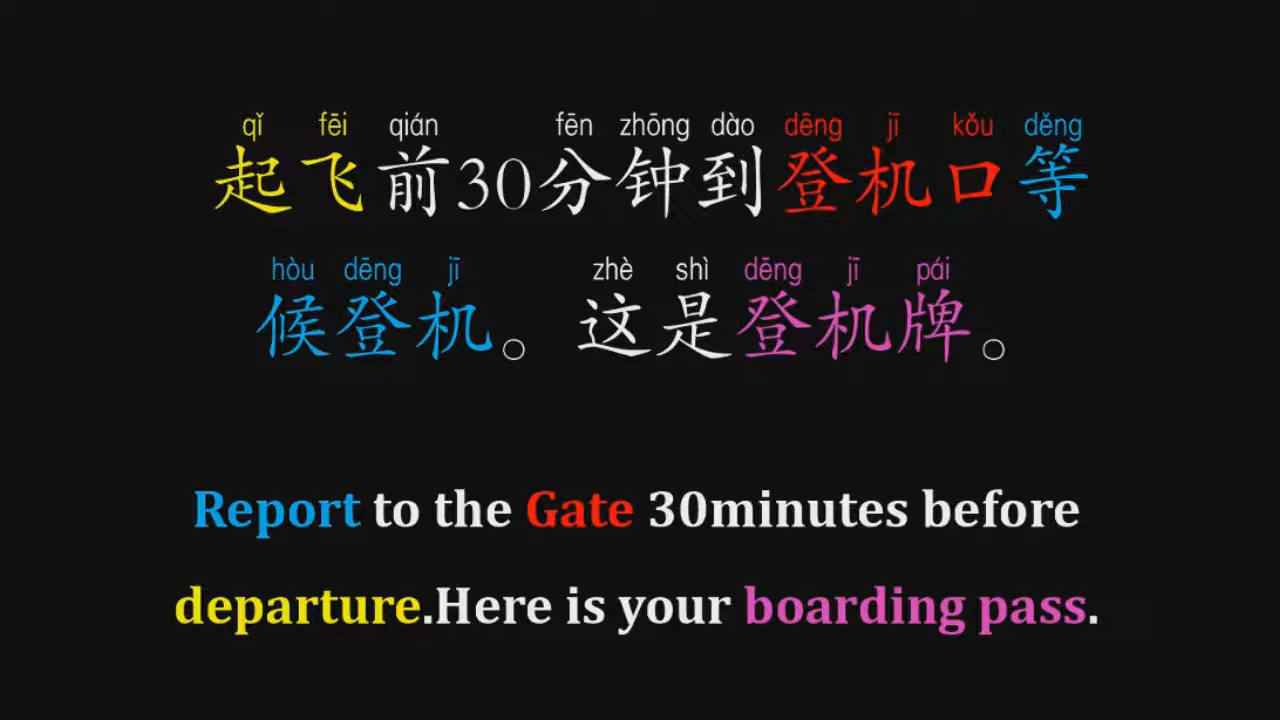 qǐ fēi qián fēn zhōng dào dēng jī kǒu děng
起飞前30分钟到登机口等
hòu dēng jī zhè shì dēng jī pái
候登机。这是登机牌。
Report to the Gate 30minutes before
departure.Here is your boarding pass.